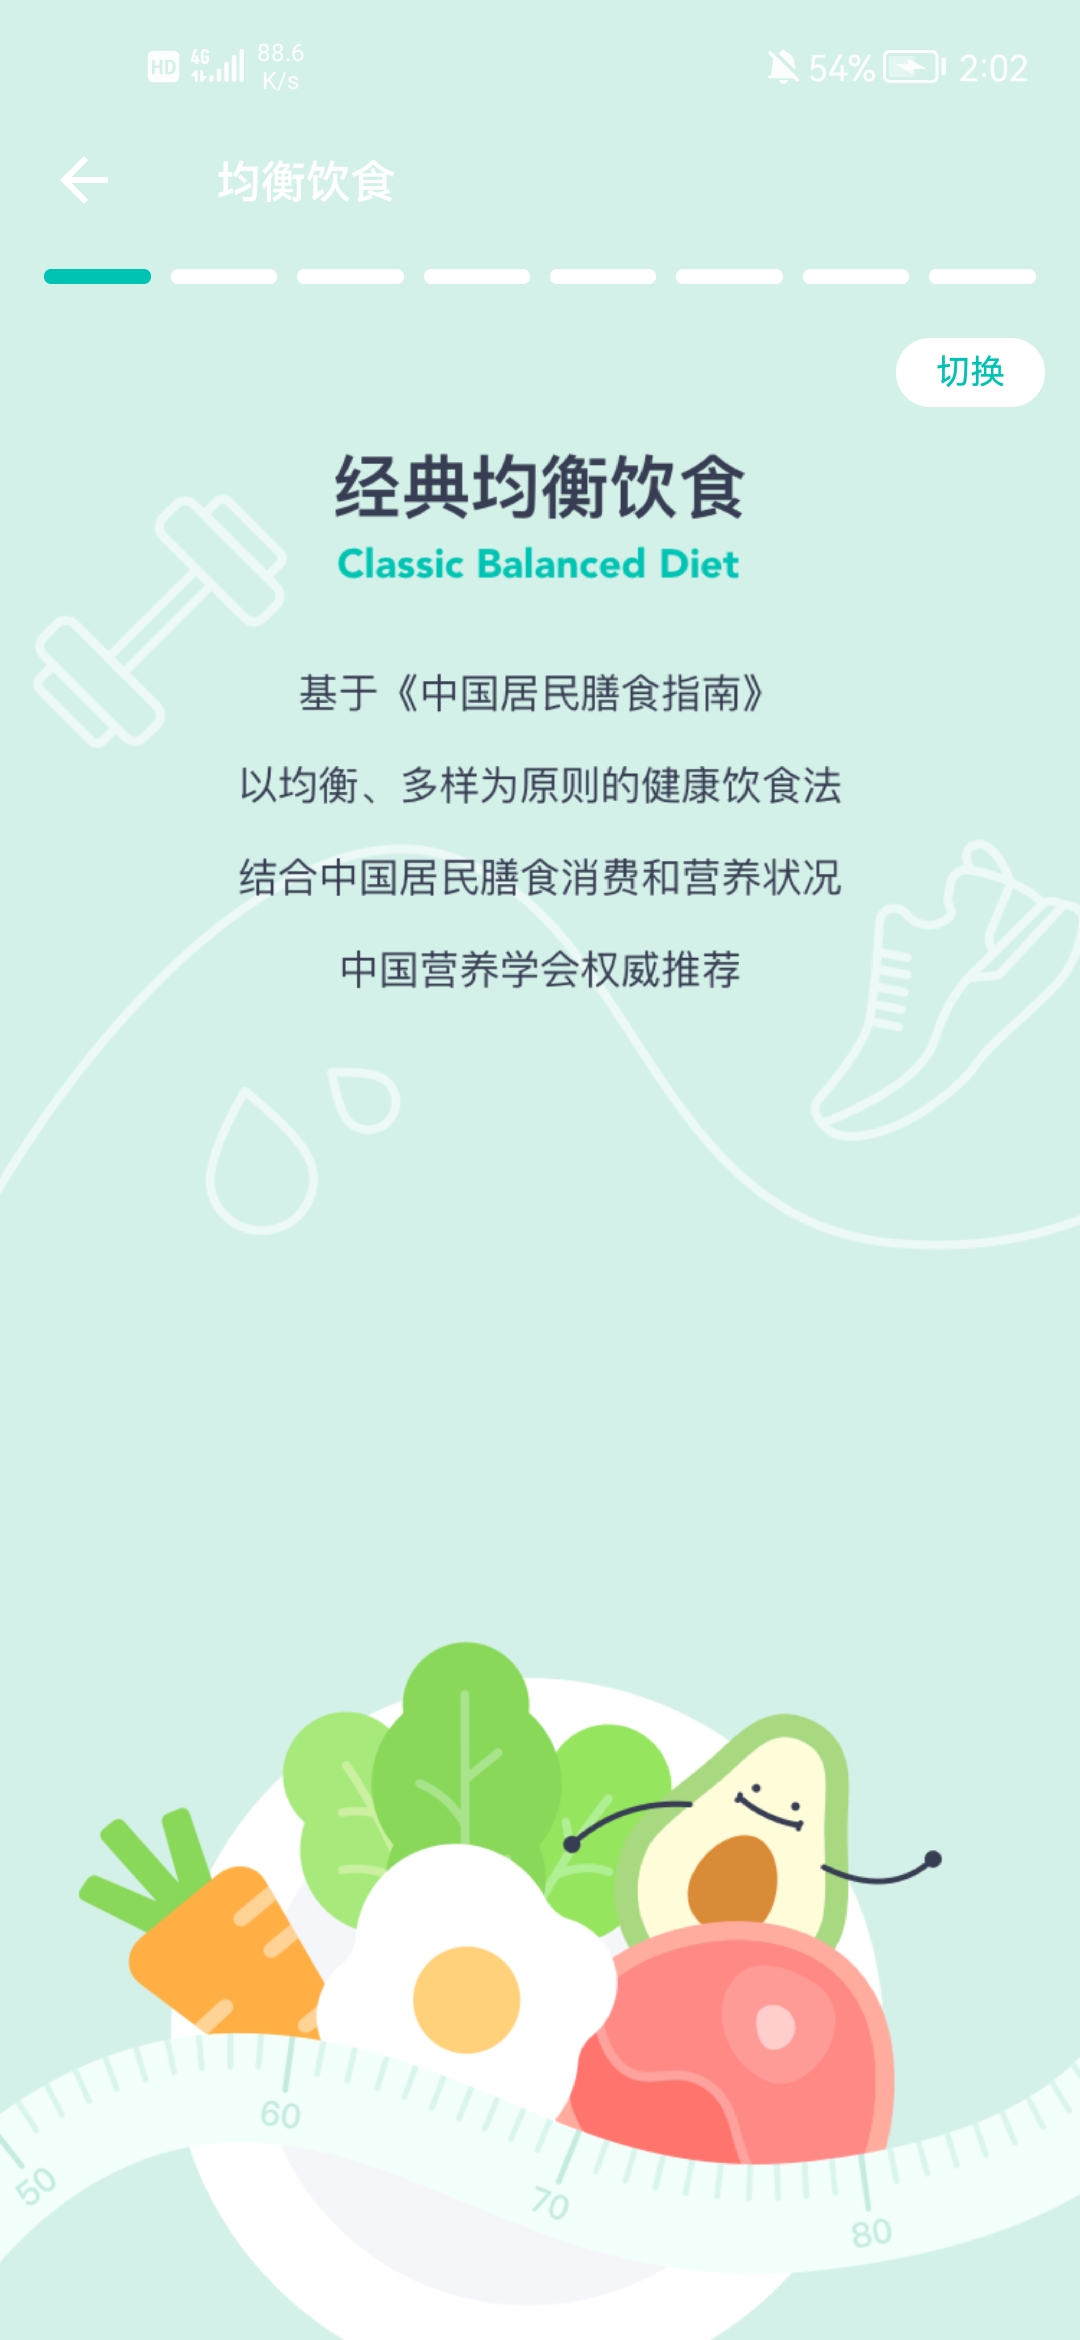 HD 4G 88.6 K/s 54% 2:02
均衡饮食
切换
经典均衡饮食
Classic Balanced Diet
基于《中国居民膳食指南》
以均衡、多样为原则的健康饮食法
结合中国居民膳食消费和营养状况
中国营养学会权威推荐
50 60 70 80